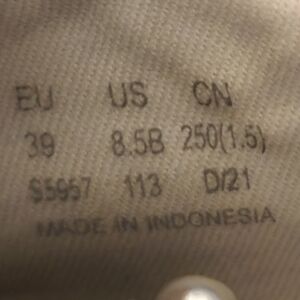 EU US CN
39 8.5B 250(1.5)
S5957 113 D/21
MADE IN INDONESIA